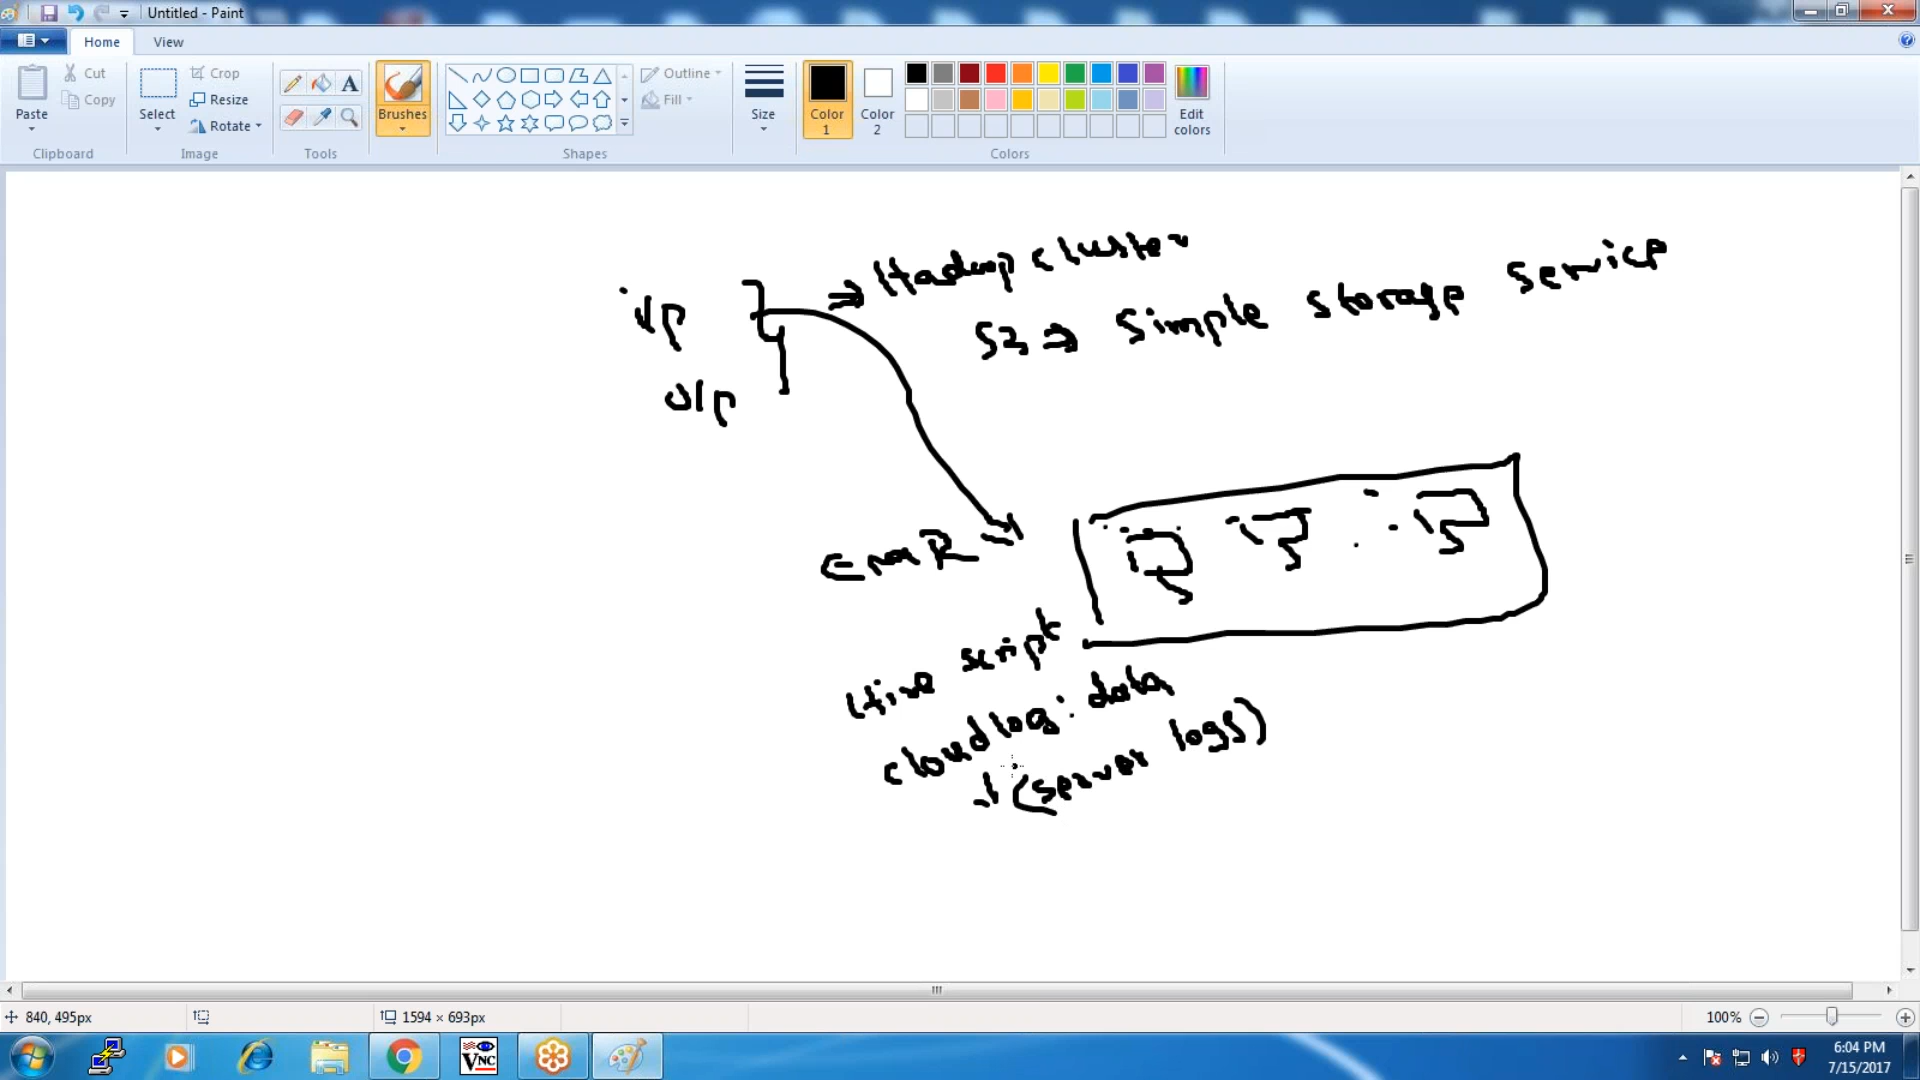 Untitled - Paint
Home View
Cut
Copy
Paste
Clipboard
Select
Crop
Resize
Rotate
Image
Tools
Brushes
Outline
Fill
Shapes
Size
Color 1
Color 2
Edit colors
Colors
i/p ⇒ Hadoop cluster
S3 ⇒ Simple storage service
o/p
EMR
Hive script
cloudlog: data
(server logs)
840, 495px
1594 × 693px
100%
VNC
6:04 PM
7/15/2017